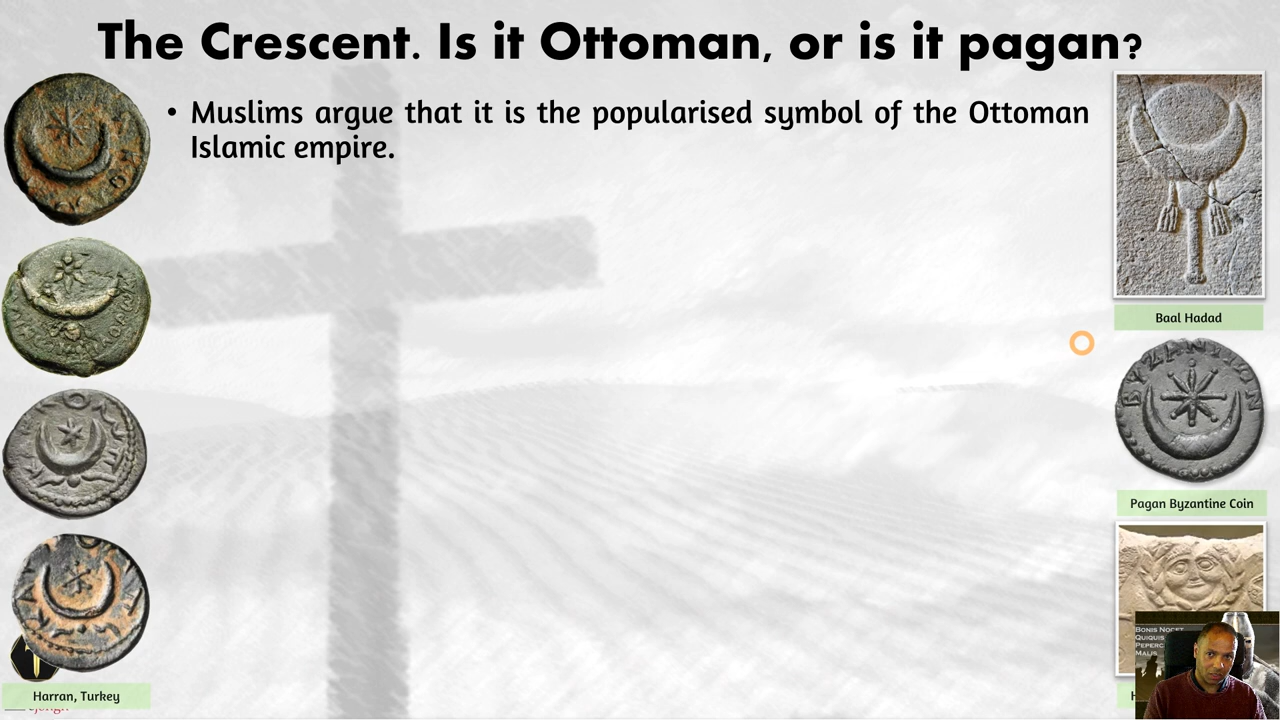 The Crescent. Is it Ottoman, or is it pagan?
• Muslims argue that it is the popularised symbol of the Ottoman
Islamic empire.
Baal Hadad
BYZANTION
Pagan Byzantine Coin
Harran, Turkey
BONIS NOCET
QUIQUIS
PEPERC
MALIS